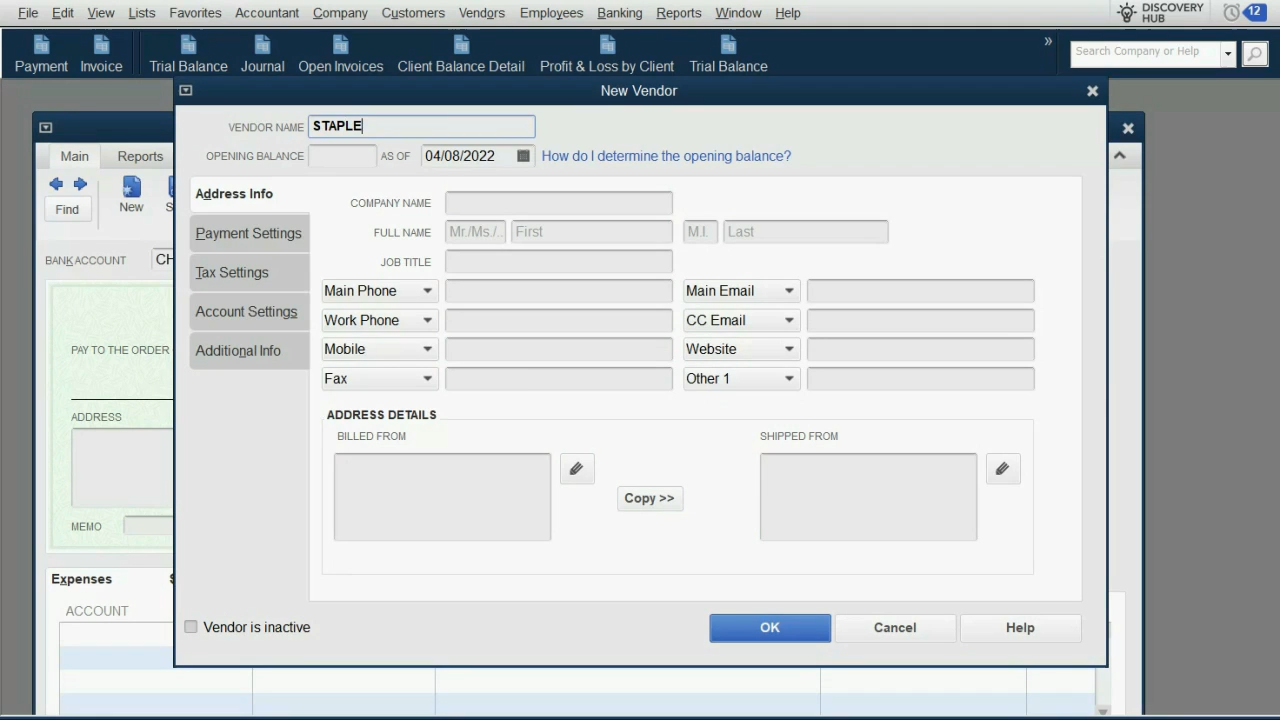 File Edit View Lists Favorites Accountant Company Customers Vendors Employees Banking Reports Window Help
DISCOVERY HUB
12
Payment Invoice Trial Balance Journal Open Invoices Client Balance Detail Profit & Loss by Client Trial Balance
» Search Company or Help
New Vendor
VENDOR NAME STAPLE
OPENING BALANCE AS OF 04/08/2022 How do I determine the opening balance?
Main Reports
Find New S
BANK ACCOUNT CH
PAY TO THE ORDER
ADDRESS
MEMO
Expenses
ACCOUNT
Address Info
Payment Settings
Tax Settings
Account Settings
Additional Info
COMPANY NAME
FULL NAME Mr./Ms./.. First M.I. Last
JOB TITLE
Main Phone Main Email
Work Phone CC Email
Mobile Website
Fax Other 1
ADDRESS DETAILS
BILLED FROM SHIPPED FROM
Copy >>
Vendor is inactive
OK Cancel Help